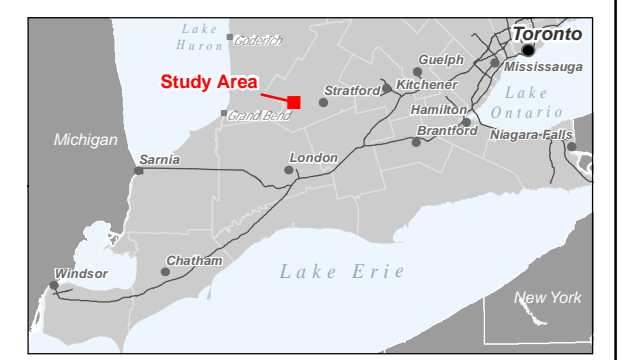 Lake
Huron
Goderich
Toronto
Guelph
Mississauga
Study Area
Stratford
Kitchener
Lake
Ontario
Grand Bend
Hamilton
Brantford
Niagara-Falls
Michigan
Sarnia
London
Chatham
Lake Erie
Windsor
New York